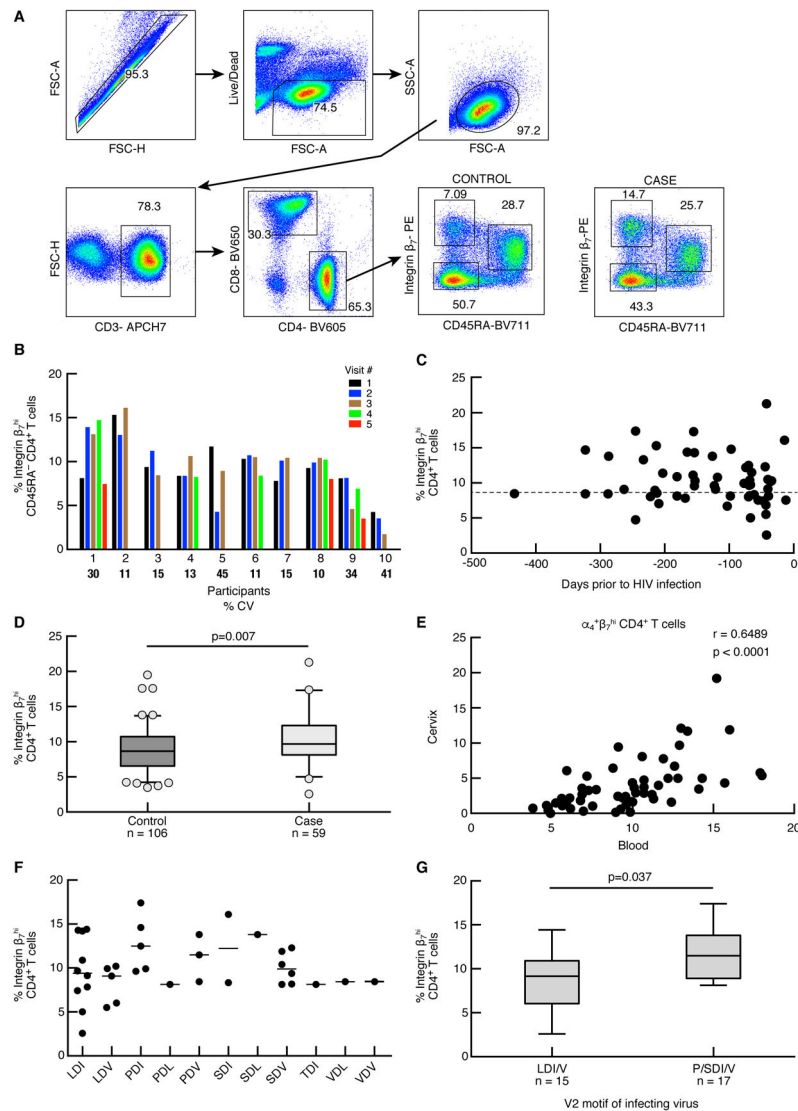 A
FSC-A
95.3
FSC-H
Live/Dead
74.5
FSC-A
SSC-A
97.2
FSC-A
FSC-H
78.3
CD3- APCH7
CD8- BV650
30.3
65.3
CD4- BV605
CONTROL
Integrin β7- PE
7.09
28.7
50.7
CD45RA-BV711
CASE
Integrin β7-PE
14.7
25.7
43.3
CD45RA-BV711
B
% Integrin β7hi
CD45RA− CD4+ T cells
20
15
10
5
0
Visit #
1
2
3
4
5
1 2 3 4 5 6 7 8 9 10
30 11 15 13 45 11 15 10 34 41
Participants
% CV
C
% Integrin β7hi
CD4+ T cells
25
20
15
10
5
0
-500 -400 -300 -200 -100 0
Days prior to HIV infection
D
p=0.007
% Integrin β7hi
CD4+ T cells
25
20
15
10
5
0
Control Case
n = 106 n = 59
E
α4+β7hi CD4+ T cells
r = 0.6489
p < 0.0001
Cervix
25
20
15
10
5
0
0 5 10 15 20
Blood
F
% Integrin β7hi
CD4+ T cells
20
15
10
5
0
LDI LDV PDI PDL PDV SDI SDL SDV TDI VDL VDV
G
p=0.037
% Integrin β7hi
CD4+ T cells
20
15
10
5
0
LDI/V P/SDI/V
n = 15 n = 17
V2 motif of infecting virus